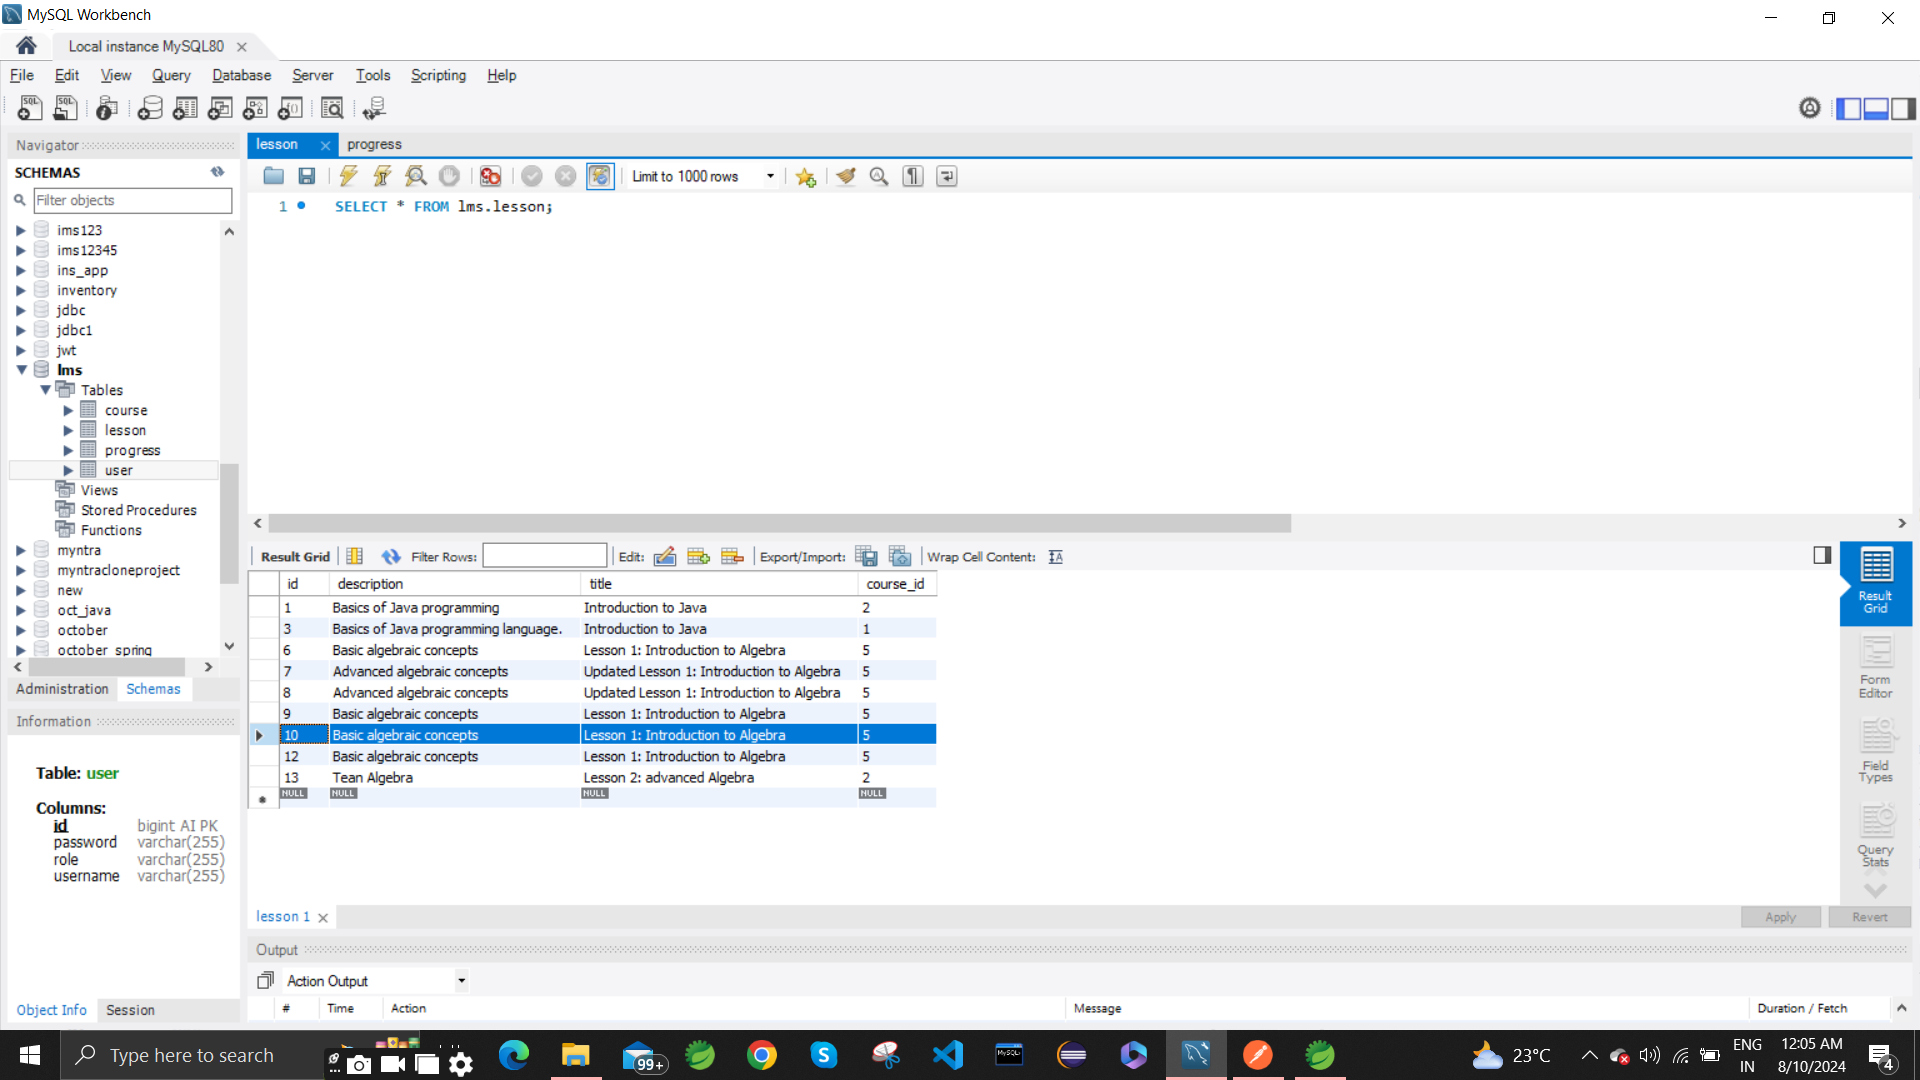 MySQL Workbench
Local instance MySQL80
File Edit View Query Database Server Tools Scripting Help
Navigator
SCHEMAS
Filter objects
ims123
ims12345
ins_app
inventory
jdbc
jdbc1
jwt
lms
Tables
course
lesson
progress
user
Views
Stored Procedures
Functions
myntra
myntracloneproject
new
oct_java
october
october_spring
Administration Schemas
Information
Table: user
Columns:
id bigint AI PK
password varchar(255)
role varchar(255)
username varchar(255)
Object Info Session
lesson progress
Limit to 1000 rows
1 SELECT * FROM lms.lesson;
Result Grid Filter Rows: Edit: Export/Import: Wrap Cell Content:
id description title course_id
1 Basics of Java programming Introduction to Java 2
3 Basics of Java programming language. Introduction to Java 1
6 Basic algebraic concepts Lesson 1: Introduction to Algebra 5
7 Advanced algebraic concepts Updated Lesson 1: Introduction to Algebra 5
8 Advanced algebraic concepts Updated Lesson 1: Introduction to Algebra 5
9 Basic algebraic concepts Lesson 1: Introduction to Algebra 5
10 Basic algebraic concepts Lesson 1: Introduction to Algebra 5
12 Basic algebraic concepts Lesson 1: Introduction to Algebra 5
13 Tean Algebra Lesson 2: advanced Algebra 2
NULL NULL NULL NULL
Result
Grid
Form
Editor
Field
Types
Query
Stats
lesson 1 Apply Revert
Output
Action Output
# Time Action Message Duration / Fetch
Type here to search 99+ 23°C ENG
IN
12:05 AM
8/10/2024
4